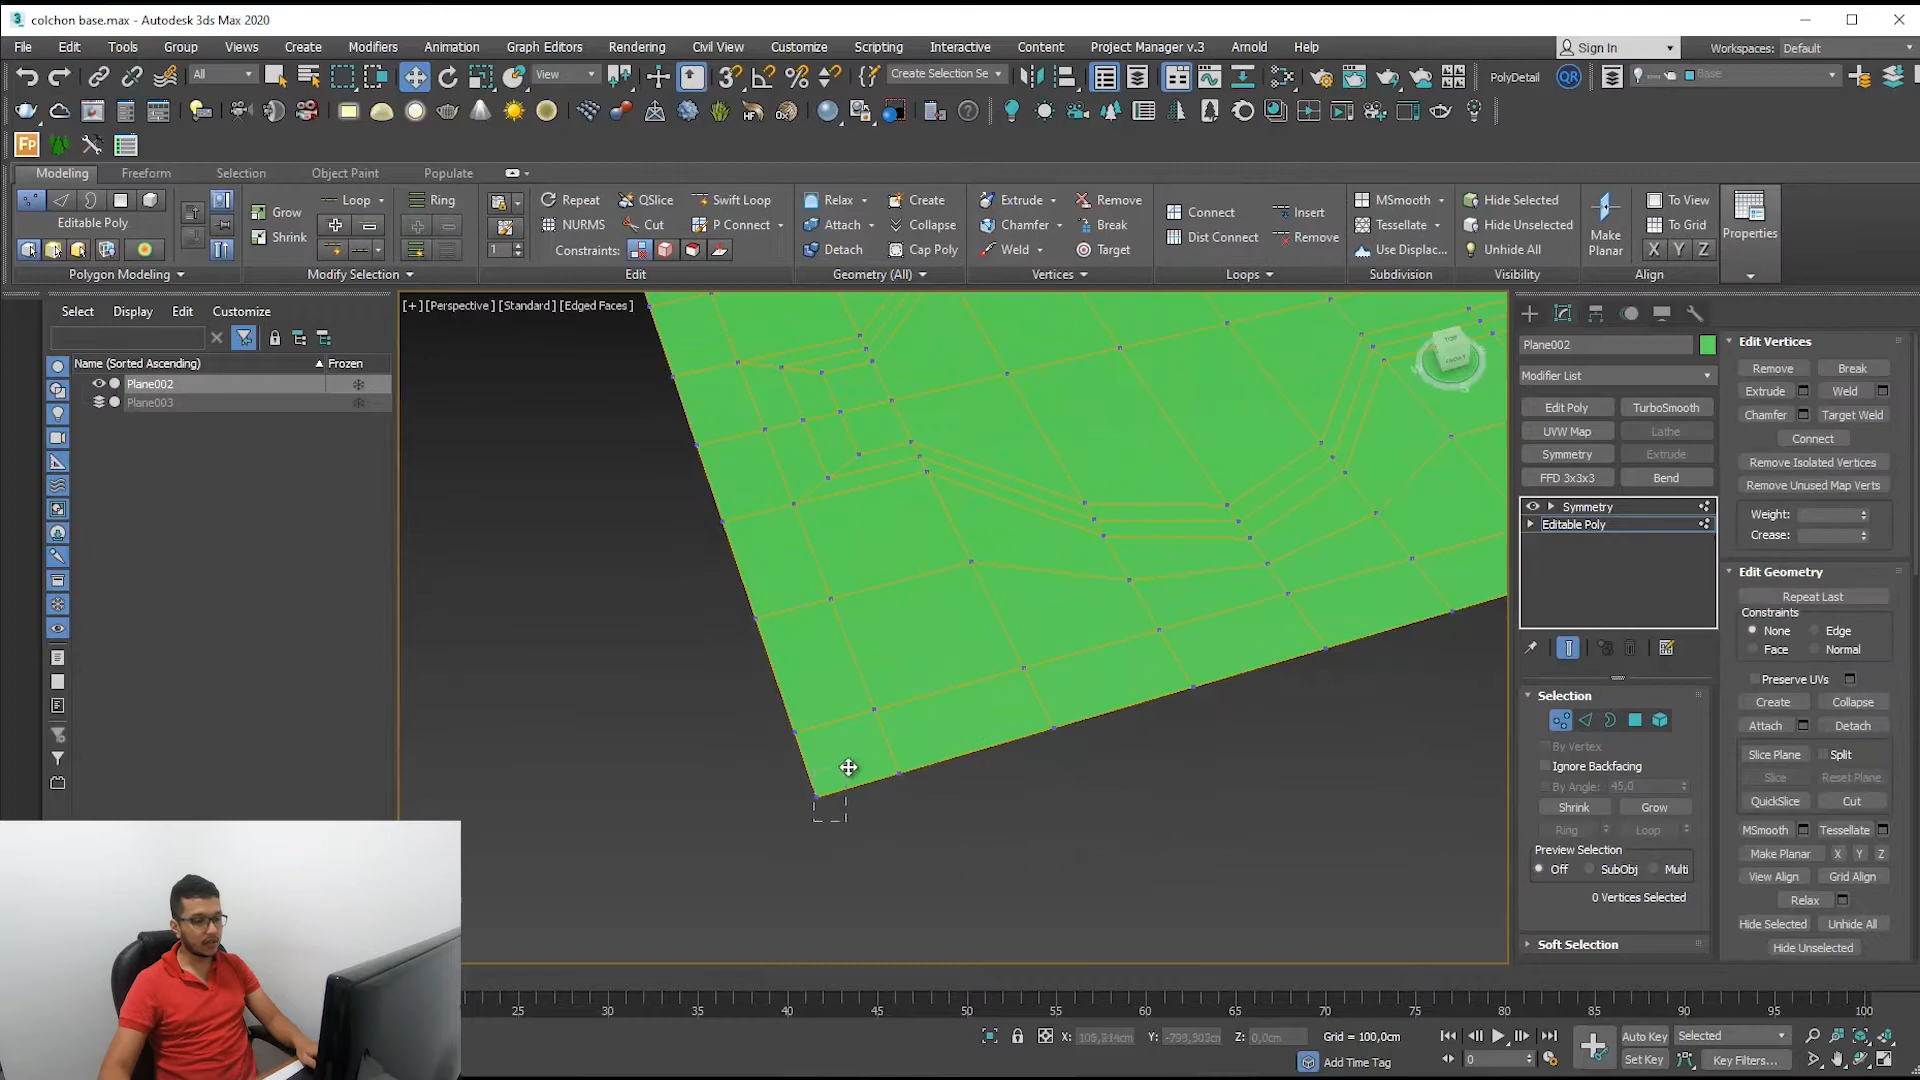 colchon base.max - Autodesk 3ds Max 2020
File Edit Tools Group Views Create Modifiers Animation Graph Editors Rendering Civil View Customize Scripting Interactive Content Project Manager v.3 Arnold Help Sign In Workspaces: Default
All View Create Selection Se PolyDetail QR Base
Fp
Modeling Freeform Selection Object Paint Populate
Loop Ring Repeat QSlice Swift Loop Relax Create Extrude Remove MSmooth Hide Selected To View
Editable Poly Grow NURMS Cut P Connect Attach Collapse Chamfer Break Connect Insert Tessellate Hide Unselected To Grid
Shrink 1 Constraints: Detach Cap Poly Weld Target Dist Connect Remove Use Displac... Unhide All Make Planar X Y Z Properties
Polygon Modeling Modify Selection Edit Geometry (All) Vertices Loops Subdivision Visibility Align
Select Display Edit Customize
Name (Sorted Ascending) Frozen
Plane002
Plane003
[+] [Perspective] [Standard] [Edged Faces]
TOP
FRONT
Plane002
Modifier List
Edit Poly TurboSmooth
UVW Map Lathe
Symmetry Extrude
FFD 3x3x3 Bend
Symmetry
Editable Poly
Selection
By Vertex
Ignore Backfacing
By Angle: 45,0
Shrink Grow
Ring Loop
Preview Selection
Off SubObj Multi
0 Vertices Selected
Soft Selection
Edit Vertices
Remove Break
Extrude Weld
Chamfer Target Weld
Connect
Remove Isolated Vertices
Remove Unused Map Verts
Weight:
Crease:
Edit Geometry
Repeat Last
Constraints
None Edge
Face Normal
Preserve UVs
Create Collapse
Attach Detach
Slice Plane Split
Slice Reset Plane
QuickSlice Cut
MSmooth Tessellate
Make Planar X Y Z
View Align Grid Align
Relax
Hide Selected Unhide All
Hide Unselected
25 30 35 40 45 50 55 60 65 70 75 80 85 90 95 100
X: Y: Z: 0,0cm Grid = 100,0cm Auto Key Selected
Add Time Tag 0 Set Key Key Filters...